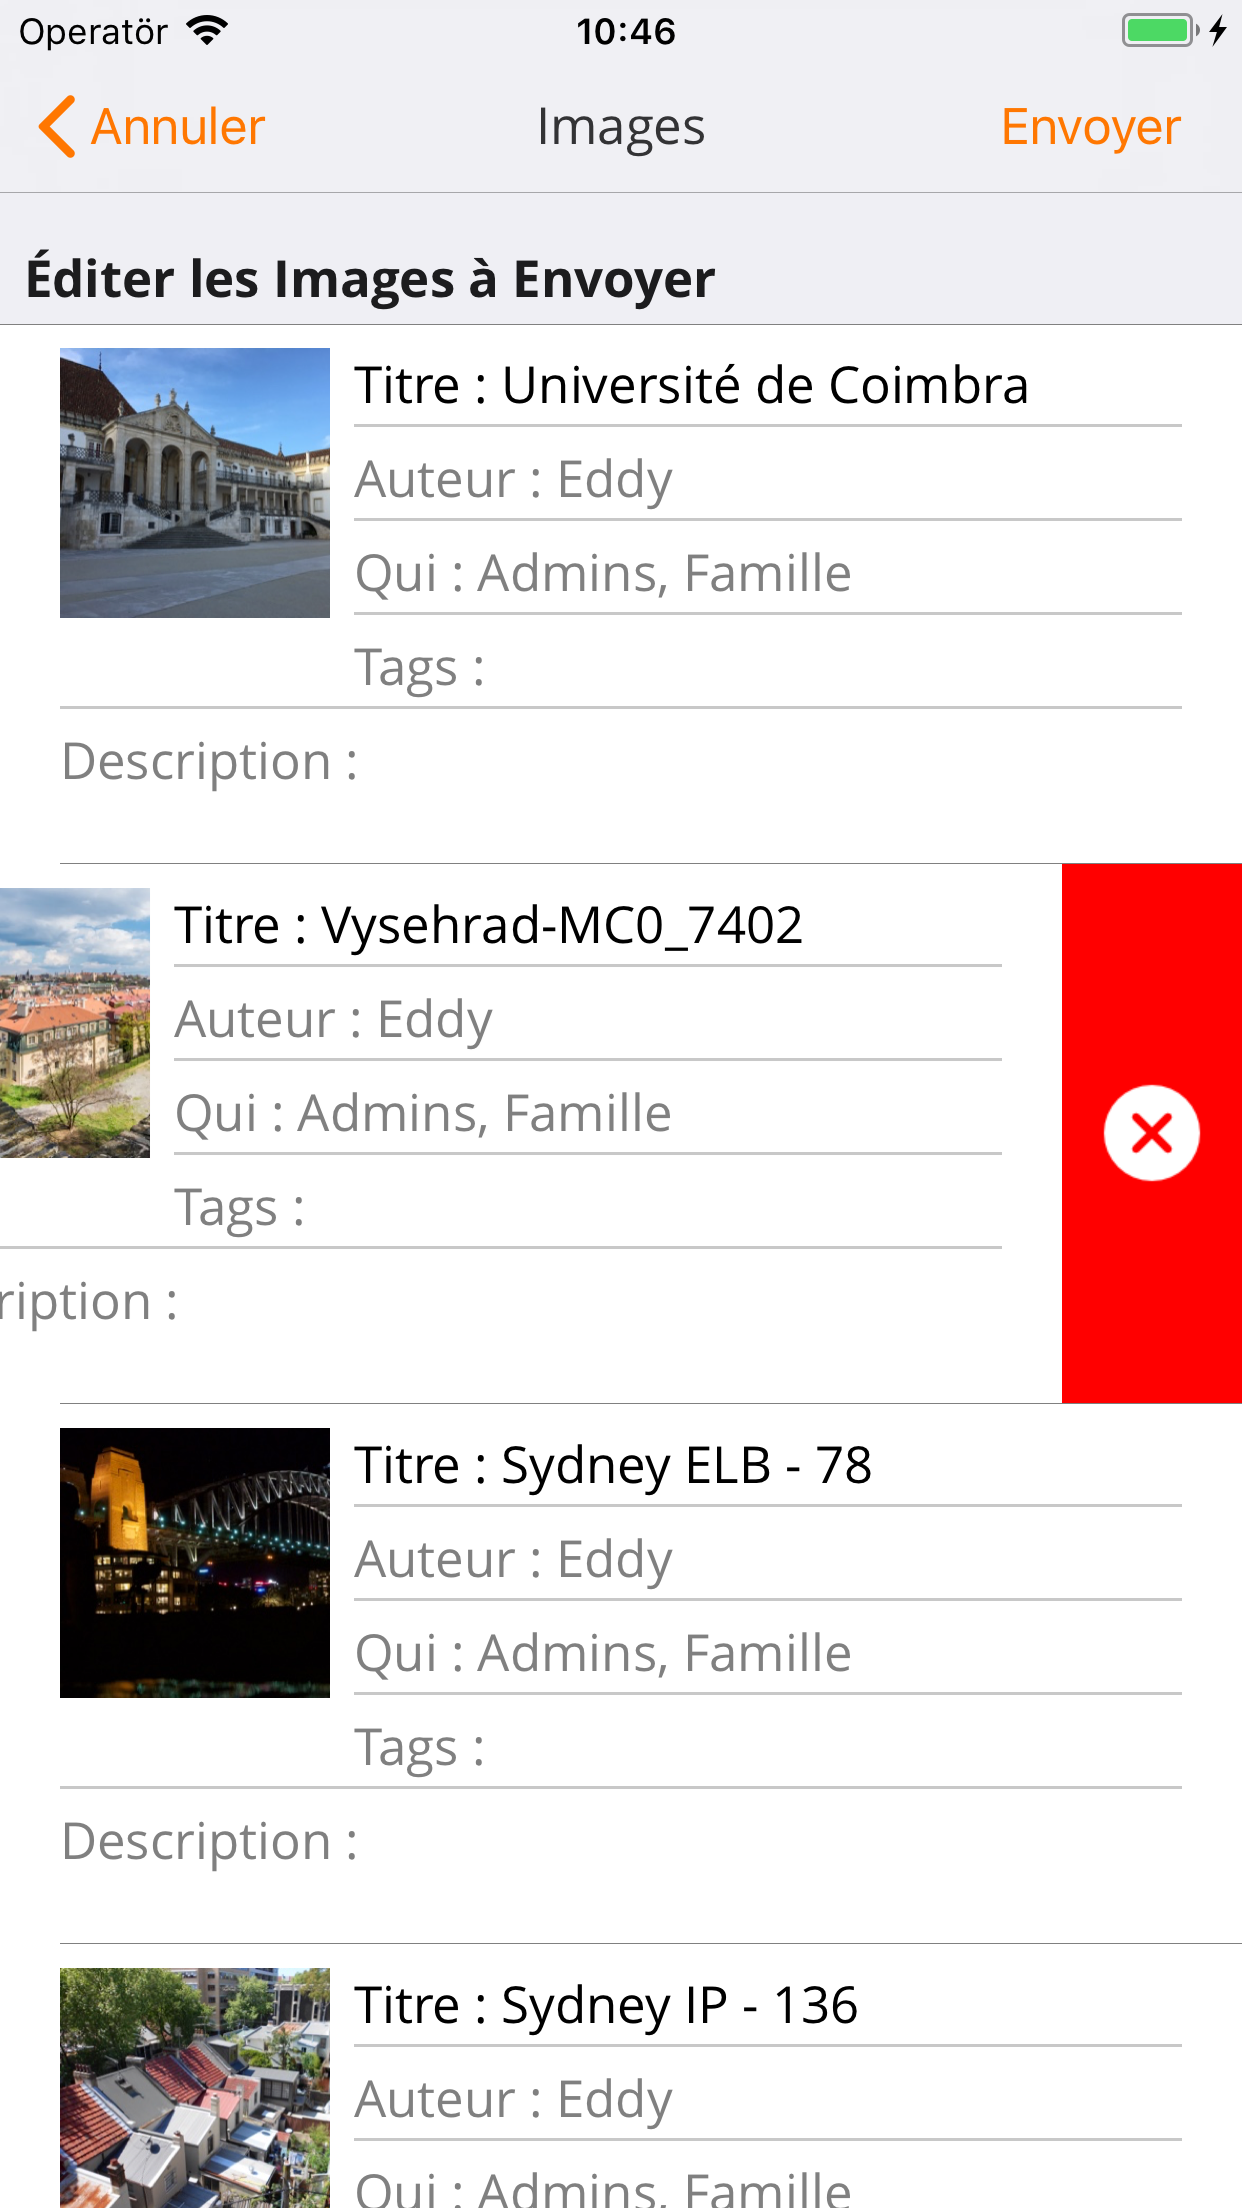 Operatör 10:46
Annuler Images Envoyer
Éditer les Images à Envoyer
Titre : Université de Coimbra
Auteur : Eddy
Qui : Admins, Famille
Tags :
Description :
Titre : Vysehrad-MC0_7402
Auteur : Eddy
Qui : Admins, Famille
Tags :
ription :
Titre : Sydney ELB - 78
Auteur : Eddy
Qui : Admins, Famille
Tags :
Description :
Titre : Sydney IP - 136
Auteur : Eddy
Qui : Admins, Famille